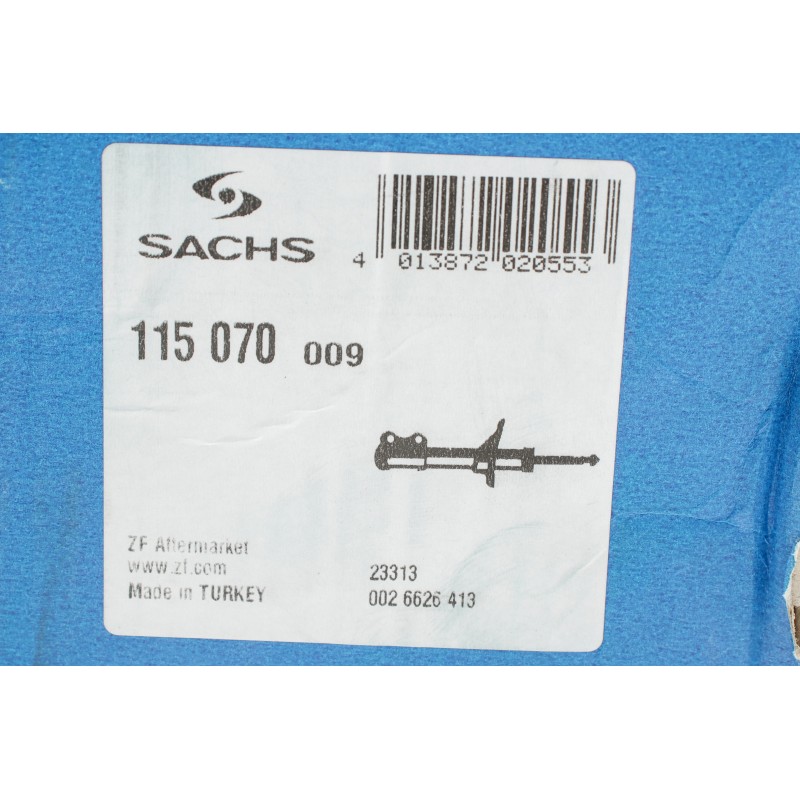 SACHS
4 013872 020553
115 070 009
ZF Aftermarket
www.zf.com
Made in TURKEY
23313
002 6626 413